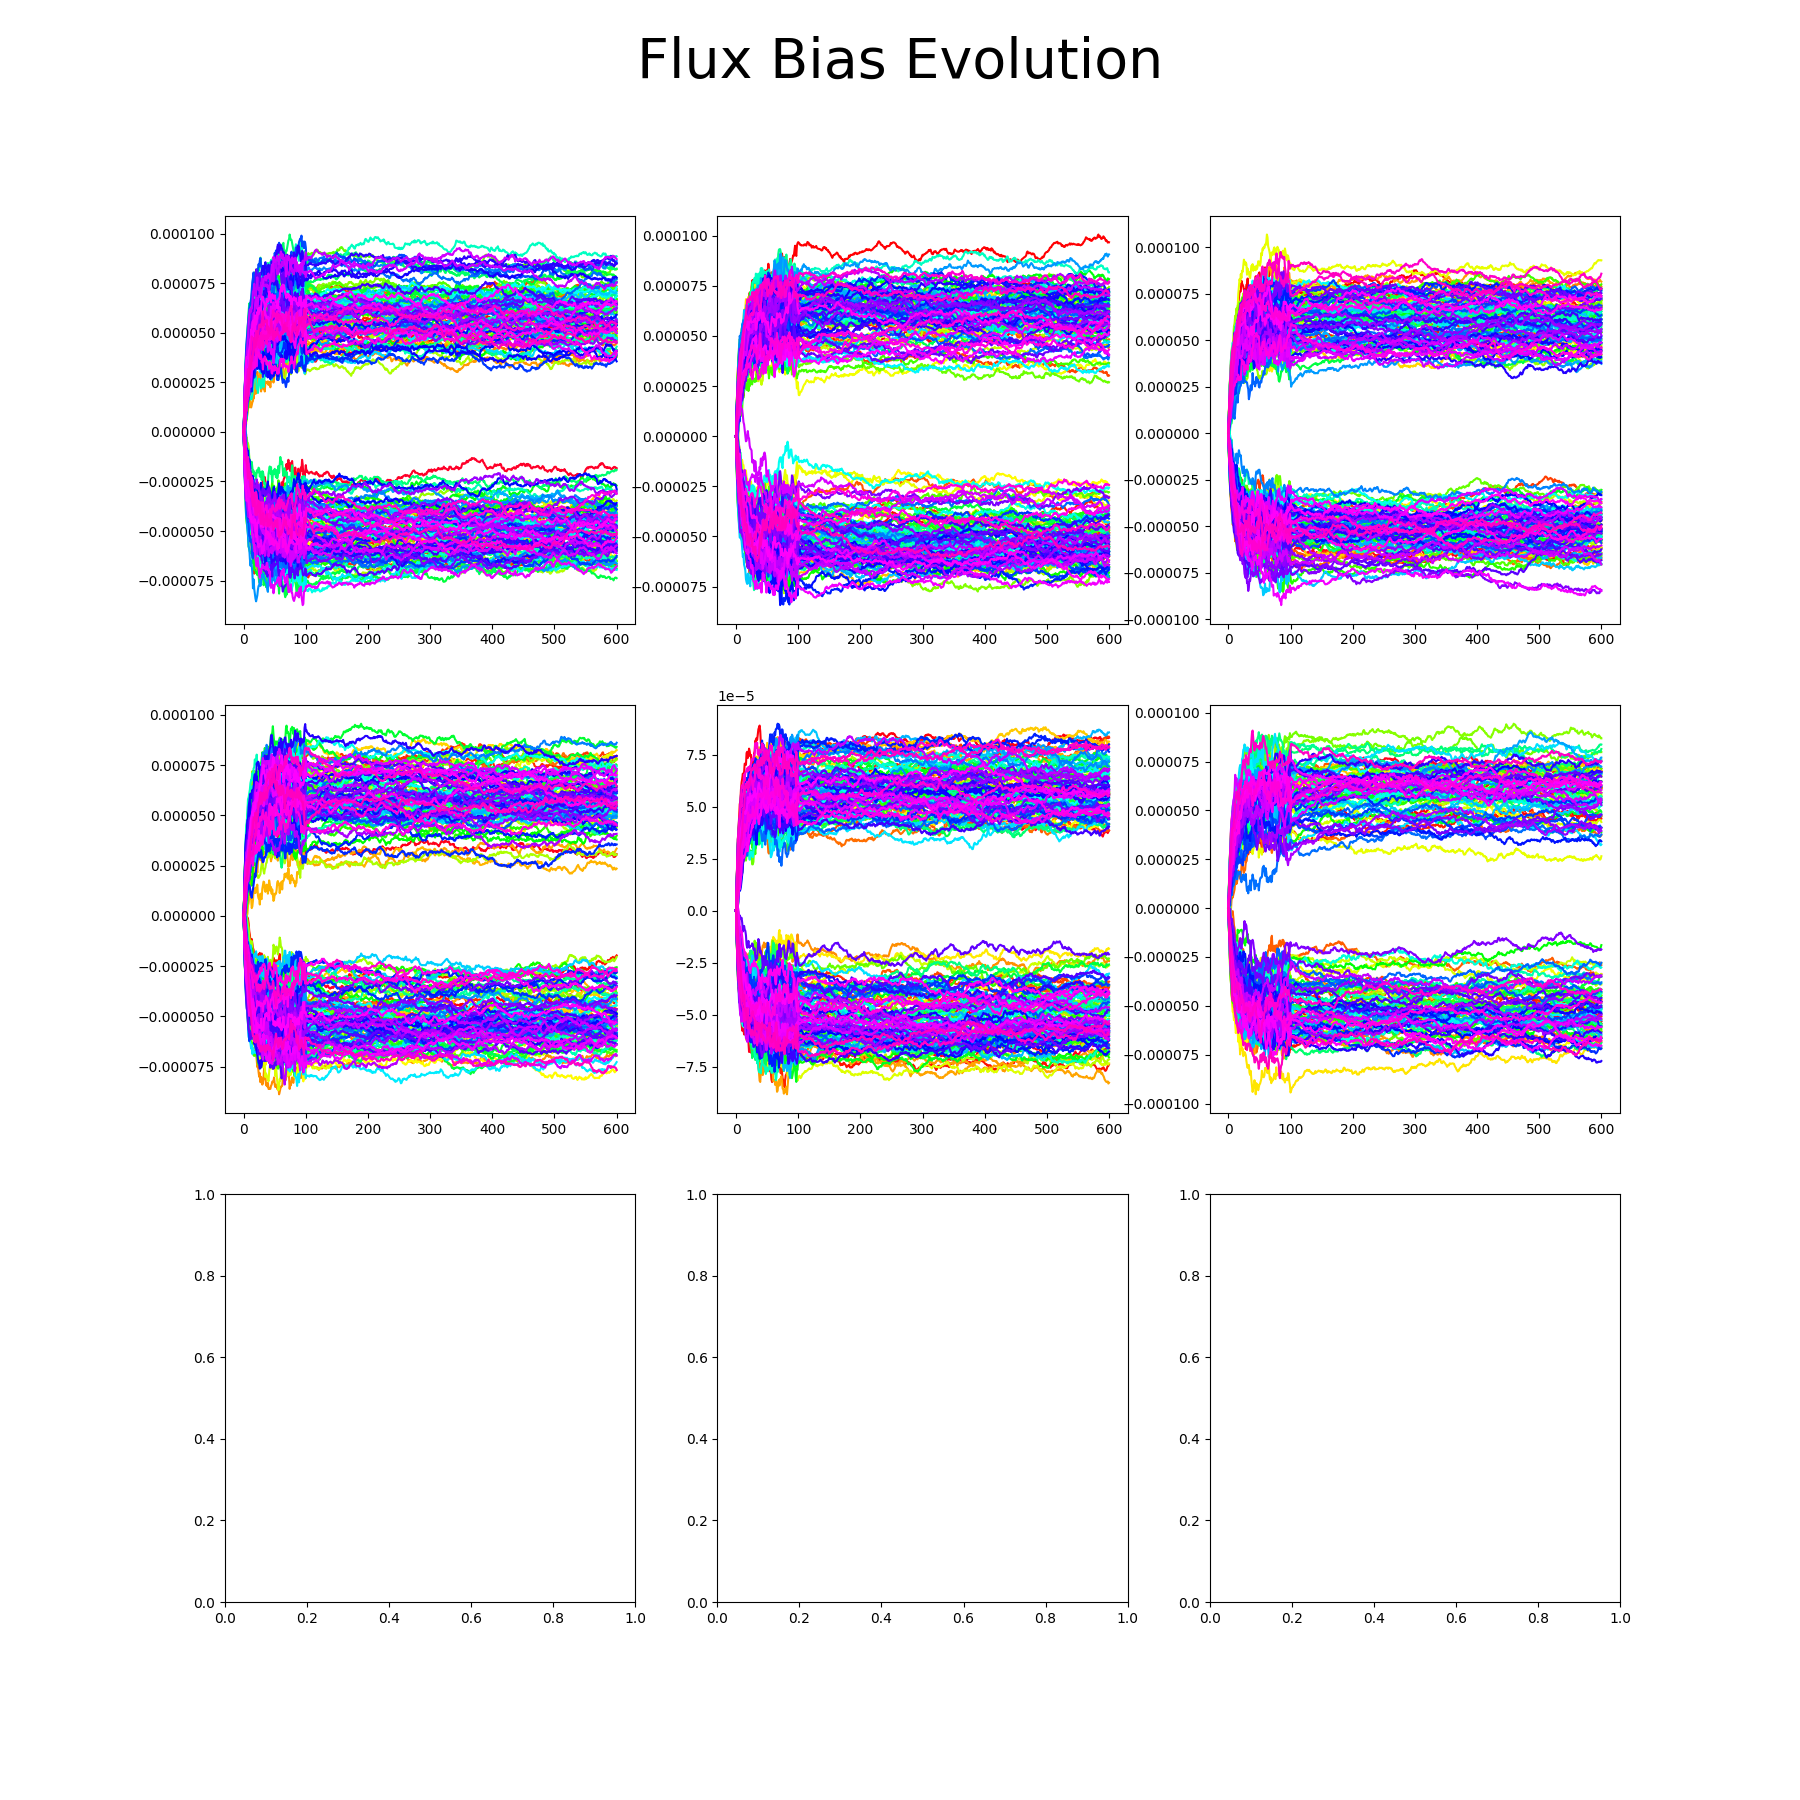 Flux Bias Evolution
0.000100 0.000100 0.000100
0.000075 0.000075 0.000075
0.000050 0.000050 0.000050
0.000025 0.000025 0.000025
0.000000 0.000000 0.000000
−0.000025 −0.000025 −0.000025
−0.000050 −0.000050 −0.000050
−0.000075 −0.000075 −0.000075
−0.000100
0 100 200 300 400 500 600 0 100 200 300 400 500 600 0 100 200 300 400 500 600
1e−5
0.000100 0.000100
0.000075 7.5 0.000075
0.000050 5.0 0.000050
0.000025 2.5 0.000025
0.000000 0.0 0.000000
−0.000025 −2.5 −0.000025
−0.000050 −5.0 −0.000050
−0.000075 −7.5 −0.000075
−0.000100
0 100 200 300 400 500 600 0 100 200 300 400 500 600 0 100 200 300 400 500 600
1.0 1.0 1.0
0.8 0.8 0.8
0.6 0.6 0.6
0.4 0.4 0.4
0.2 0.2 0.2
0.0 0.0 0.0
0.0 0.2 0.4 0.6 0.8 1.0 0.0 0.2 0.4 0.6 0.8 1.0 0.0 0.2 0.4 0.6 0.8 1.0